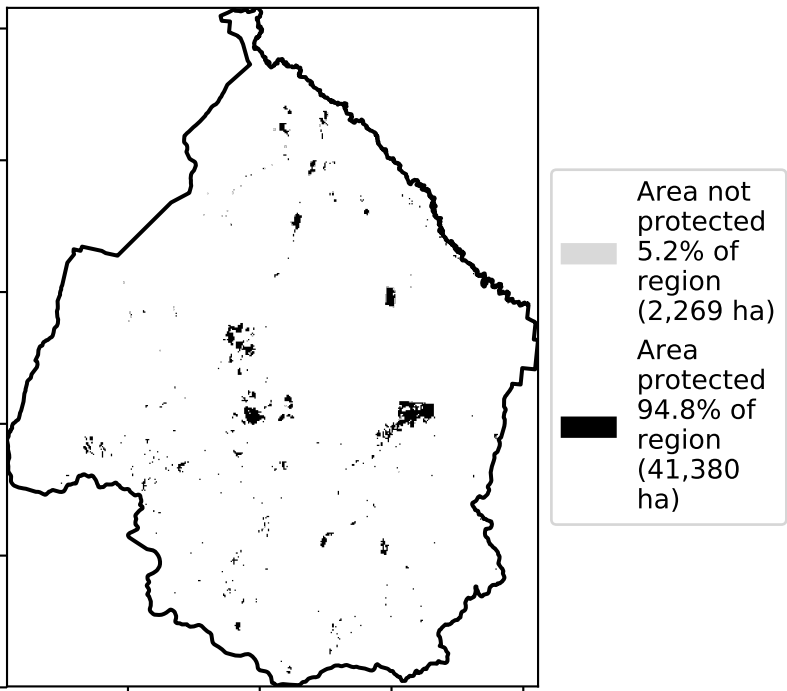 Area not
protected
5.2% of
region
(2,269 ha)
Area
protected
94.8% of
region
(41,380
ha)